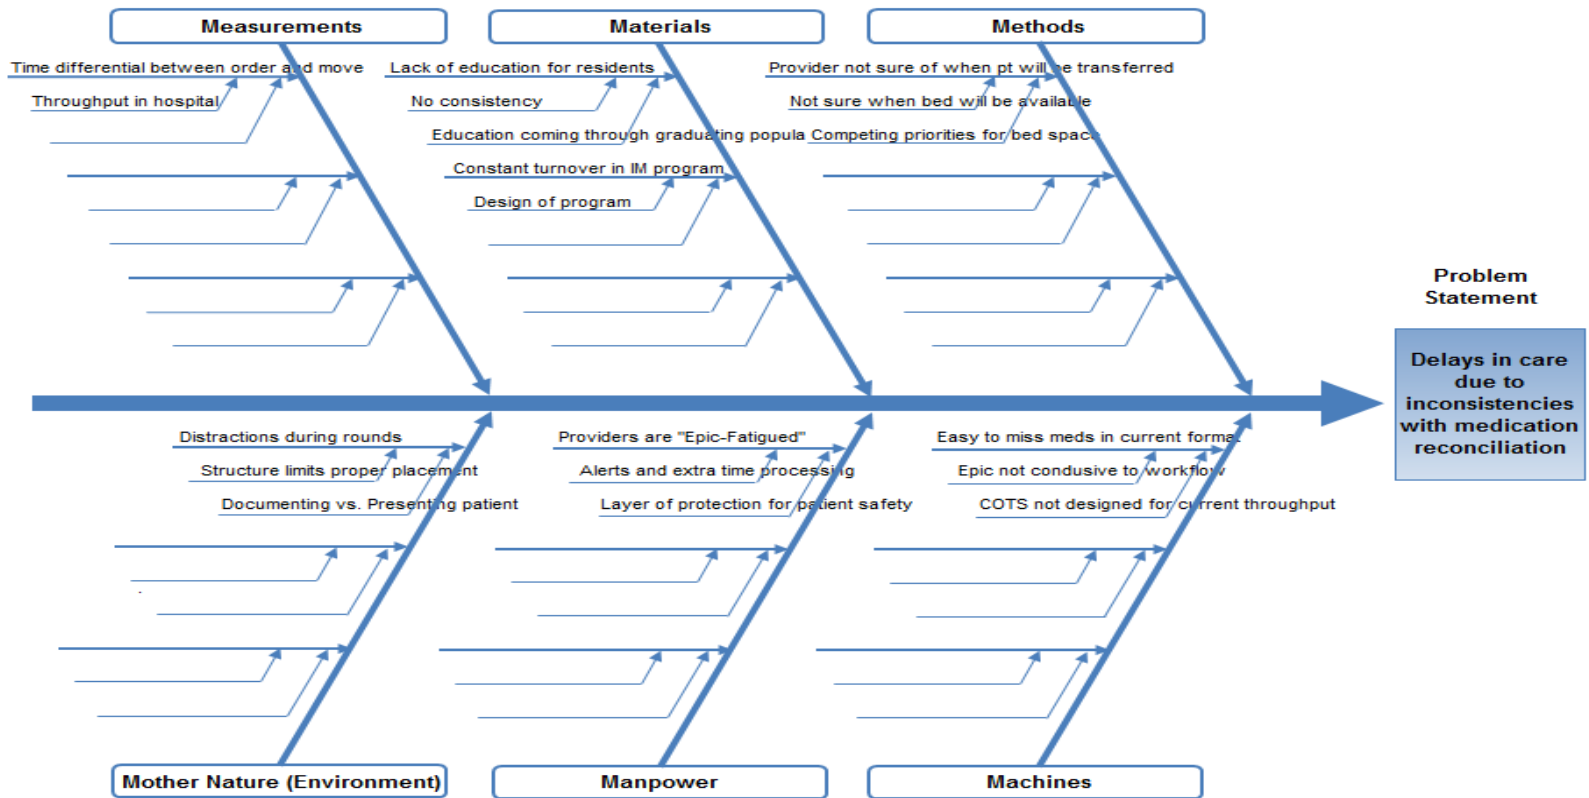 Measurements
Materials
Methods
Time differential between order and move
Lack of education for residents
Provider not sure of when pt will be transferred
Throughput in hospital
No consistency
Not sure when bed will be available
Education coming through graduating popula
Competing priorities for bed space
Constant turnover in IM program
Design of program
Problem
Statement
Delays in care
due to
inconsistencies
with medication
reconciliation
Distractions during rounds
Providers are "Epic-Fatigued"
Easy to miss meds in current format
Structure limits proper placement
Alerts and extra time processing
Epic not condusive to workflow
Documenting vs. Presenting patient
Layer of protection for patient safety
COTS not designed for current throughput
.
Mother Nature (Environment)
Manpower
Machines